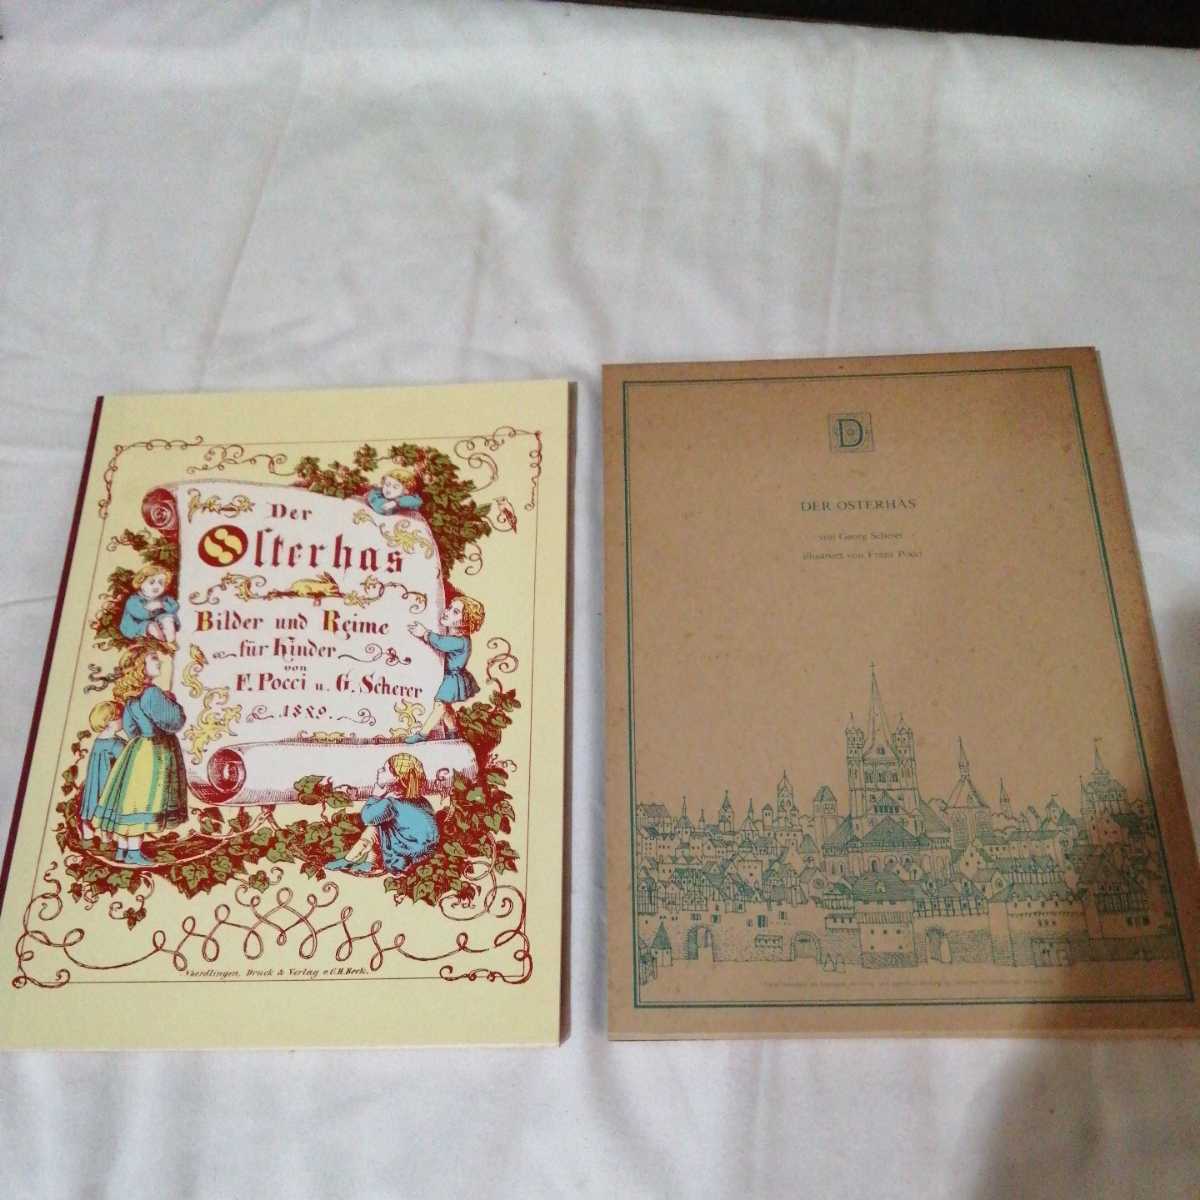 Der
Osterhas
Bilder und Reime
für Kinder
von
F. Pocci u. G. Scherer
Noerdlingen, Druck & Verlag v. C.H. Beck.
D
DER OSTERHAS
von Georg Scherer
illustriert von Franz Pocci